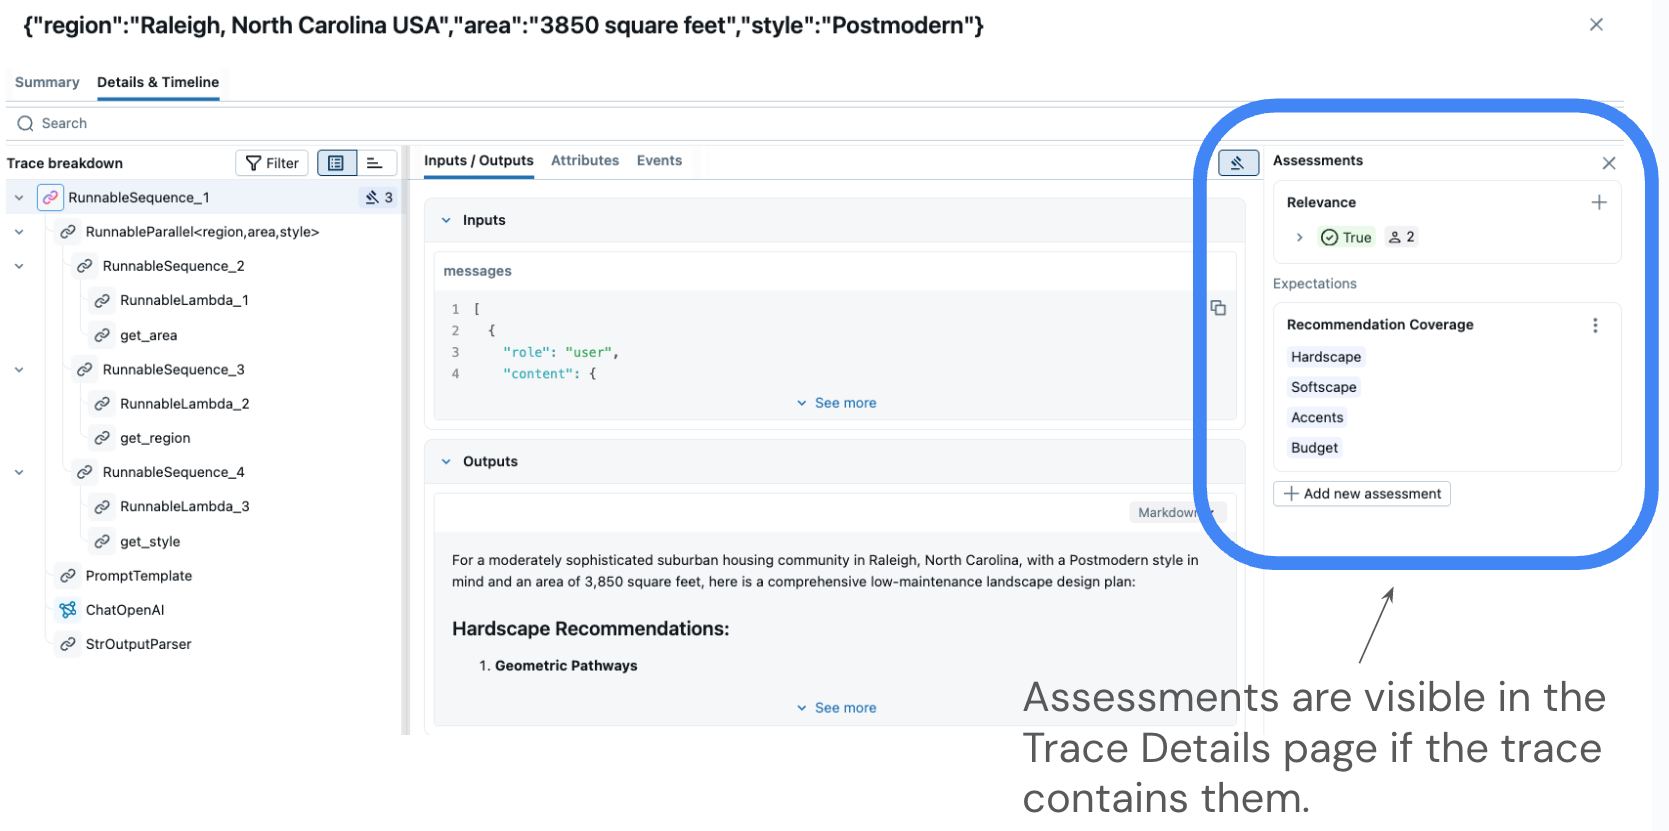 {"region":"Raleigh, North Carolina USA","area":"3850 square feet","style":"Postmodern"}
Summary
Details & Timeline
Search
Trace breakdown
Filter
RunnableSequence_1
3
RunnableParallel<region,area,style>
RunnableSequence_2
RunnableLambda_1
get_area
RunnableSequence_3
RunnableLambda_2
get_region
RunnableSequence_4
RunnableLambda_3
get_style
PromptTemplate
ChatOpenAI
StrOutputParser
Inputs / Outputs
Attributes
Events
Inputs
messages
1 [
2 {
3 "role": "user",
4 "content": {
See more
Outputs
Markdown
For a moderately sophisticated suburban housing community in Raleigh, North Carolina, with a Postmodern style in
mind and an area of 3,850 square feet, here is a comprehensive low-maintenance landscape design plan:
Hardscape Recommendations:
1. Geometric Pathways
See more
Assessments
Relevance
True
2
Expectations
Recommendation Coverage
Hardscape
Softscape
Accents
Budget
Add new assessment
Assessments are visible in the
Trace Details page if the trace
contains them.